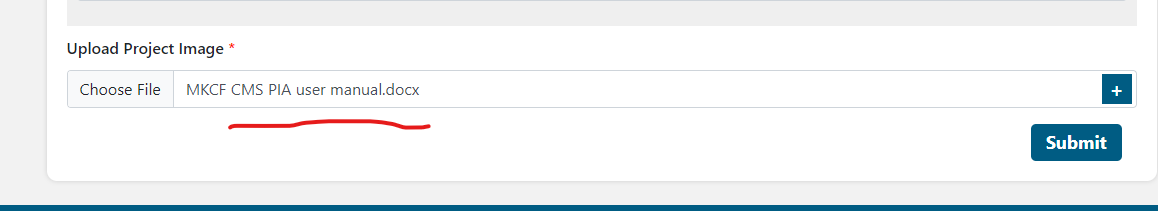 Upload Project Image *
Choose File MKCF CMS PIA user manual.docx +
Submit